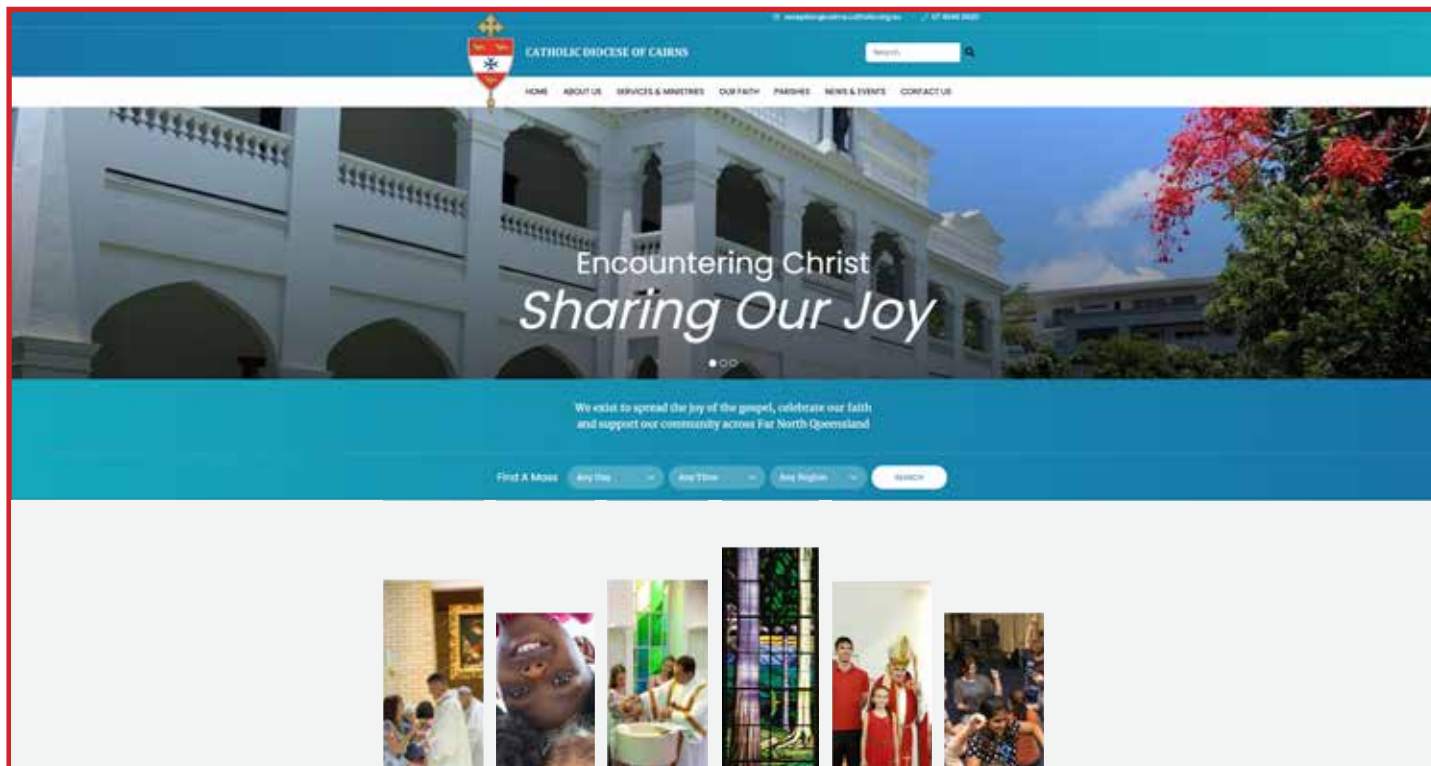 CATHOLIC DIOCESE OF CAIRNS
Search
HOME ABOUT US SERVICES & MINISTRIES OUR FAITH PARISHES NEWS & EVENTS CONTACT US
Encountering Christ
Sharing Our Joy
We exist to spread the joy of the gospel, celebrate our faith
and support our community across Far North Queensland
Find A Mass Any Day Any Time Any Region SEARCH